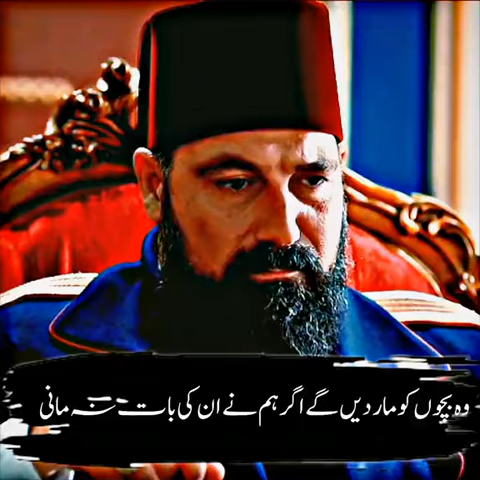 وہ بچوں کو مار دیں گے اگر ہم نے ان کی بات نہ مانی